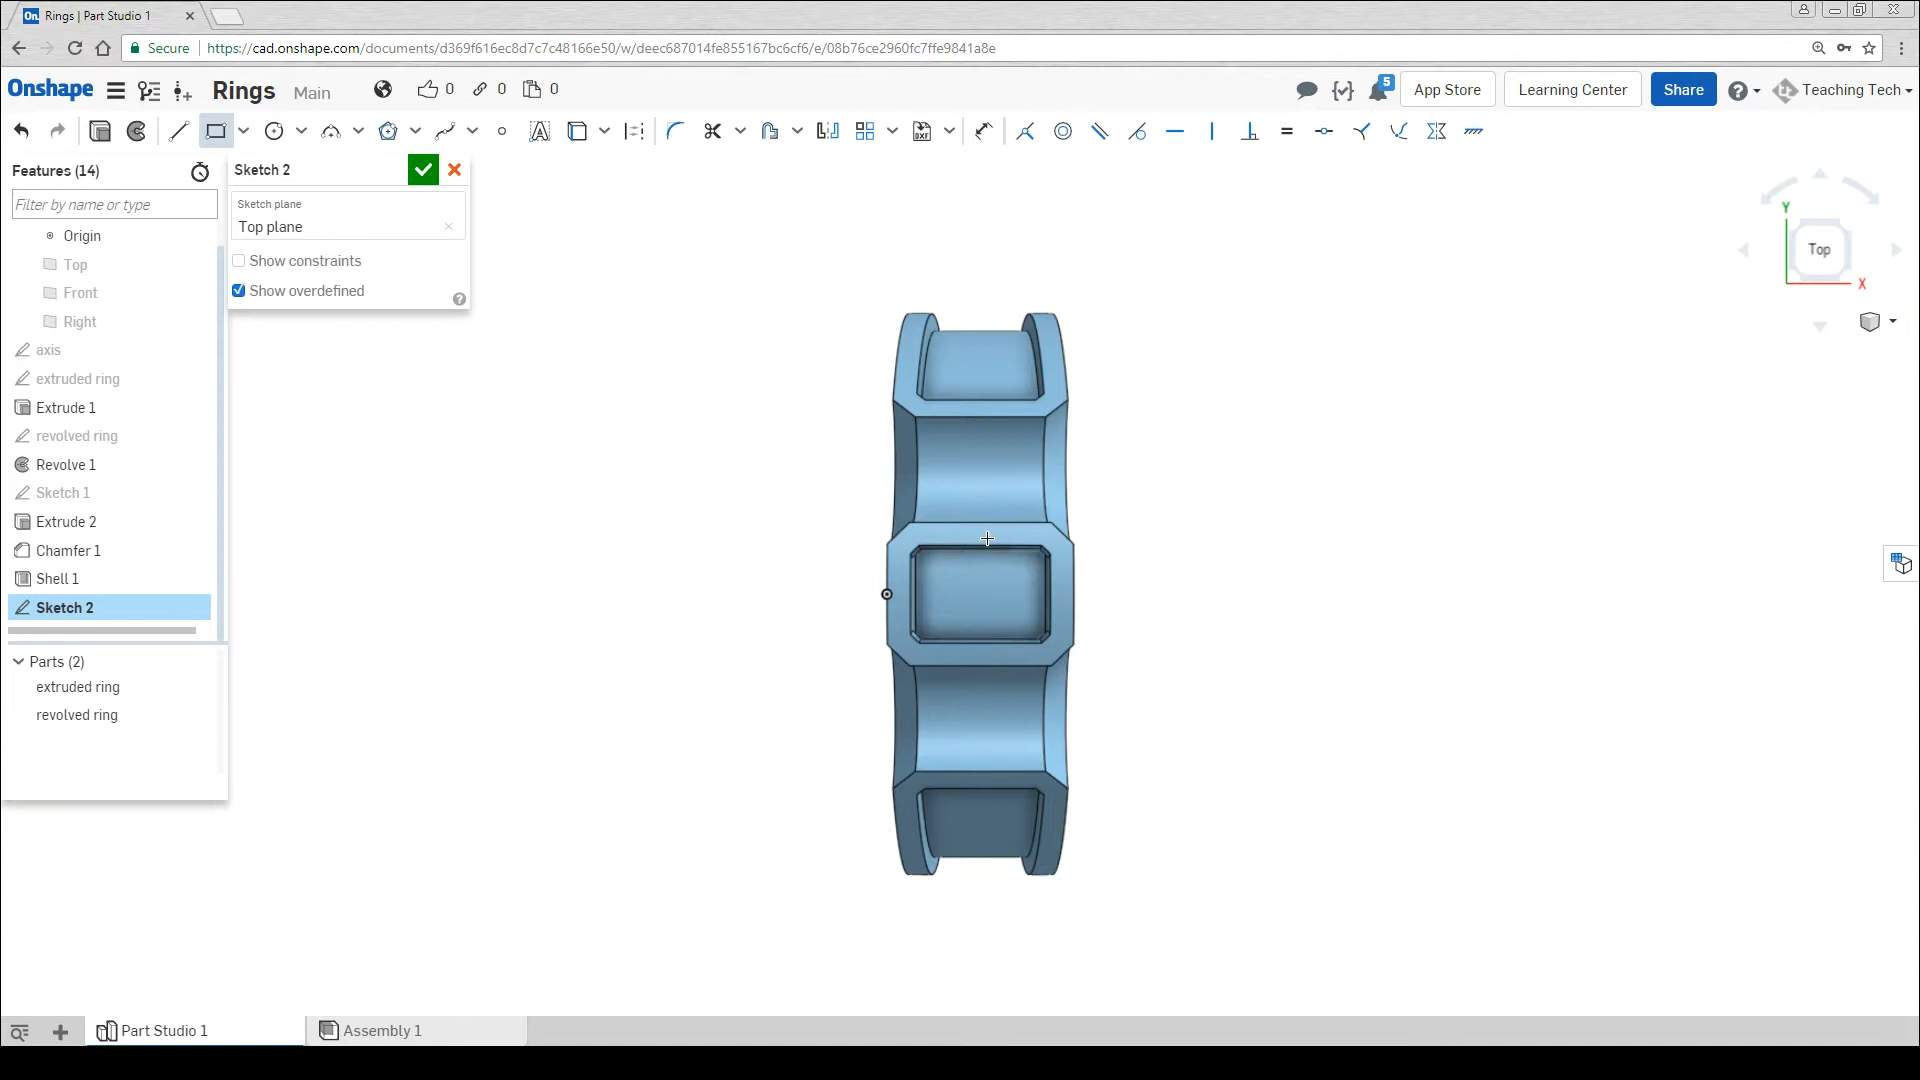 On Rings | Part Studio 1
Secure https://cad.onshape.com/documents/d369f616ec8d7c7c48166e50/w/deec687014fe855167bc6cf6/e/08b76ce2960fc7ffe9841a8e
Onshape Rings Main 0 0 0 5 App Store Learning Center Share Teaching Tech
Features (14)
Filter by name or type
Origin
Top
Front
Right
axis
extruded ring
Extrude 1
revolved ring
Revolve 1
Sketch 1
Extrude 2
Chamfer 1
Shell 1
Sketch 2
Parts (2)
extruded ring
revolved ring
Sketch 2
Sketch plane
Top plane
Show constraints
Show overdefined
Y
Top
X
Part Studio 1 Assembly 1